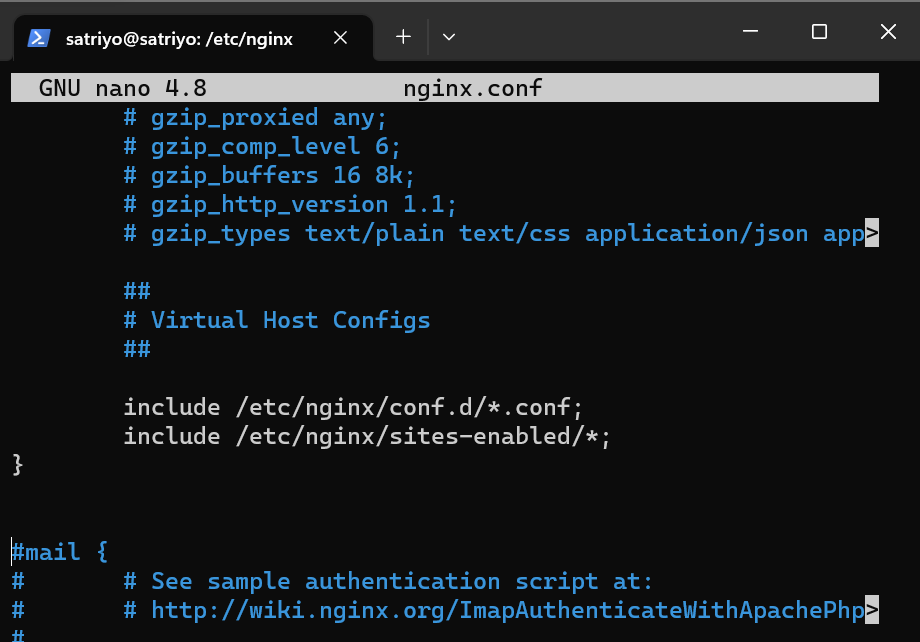 satriyo@satriyo: /etc/nginx
GNU nano 4.8 nginx.conf
# gzip_proxied any;
# gzip_comp_level 6;
# gzip_buffers 16 8k;
# gzip_http_version 1.1;
# gzip_types text/plain text/css application/json app>
##
# Virtual Host Configs
##
include /etc/nginx/conf.d/*.conf;
include /etc/nginx/sites-enabled/*;
}
#mail {
# # See sample authentication script at:
# # http://wiki.nginx.org/ImapAuthenticateWithApachePhp>
#